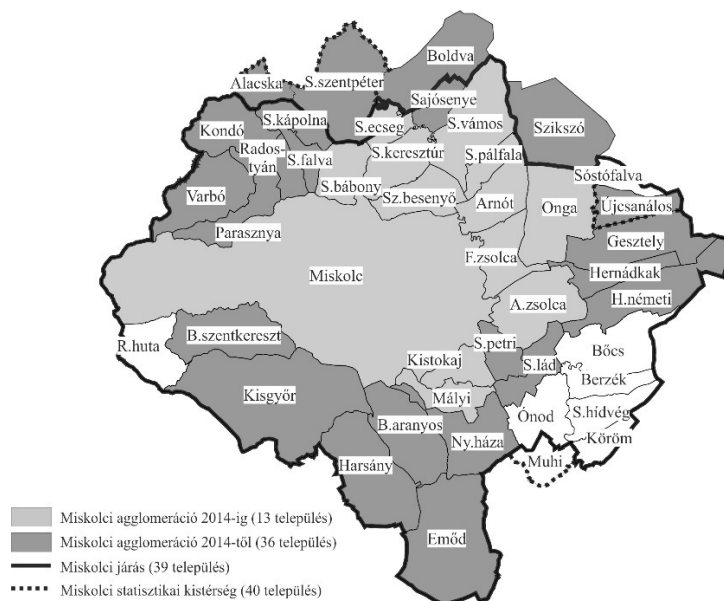 Boldva
Alacska
S.szentpéter
Sajósenye
S.kápolna
S.ecseg
S.vámos
Kondó
Szikszó
Rados-
tyán
S.falva
S.keresztúr
S.pálfala
Sóstófalva
S.bábony
Varbó
Sz.besenyő
Arnót
Onga
Újcsanálos
Parasznya
Gesztely
F.zsolca
Miskolc
Hernádkak
A.zsolca
H.németi
B.szentkereszt
R.huta
S.petri
Bőcs
Kistokaj
S.lád
Berzék
Kisgyőr
Mályi
Ónod
S.hídvég
B.aranyos
Ny.háza
Köröm
Harsány
Muhi
Emőd
Miskolci agglomeráció 2014-ig (13 település)
Miskolci agglomeráció 2014-től (36 település)
Miskolci járás (39 település)
Miskolci statisztikai kistérség (40 település)